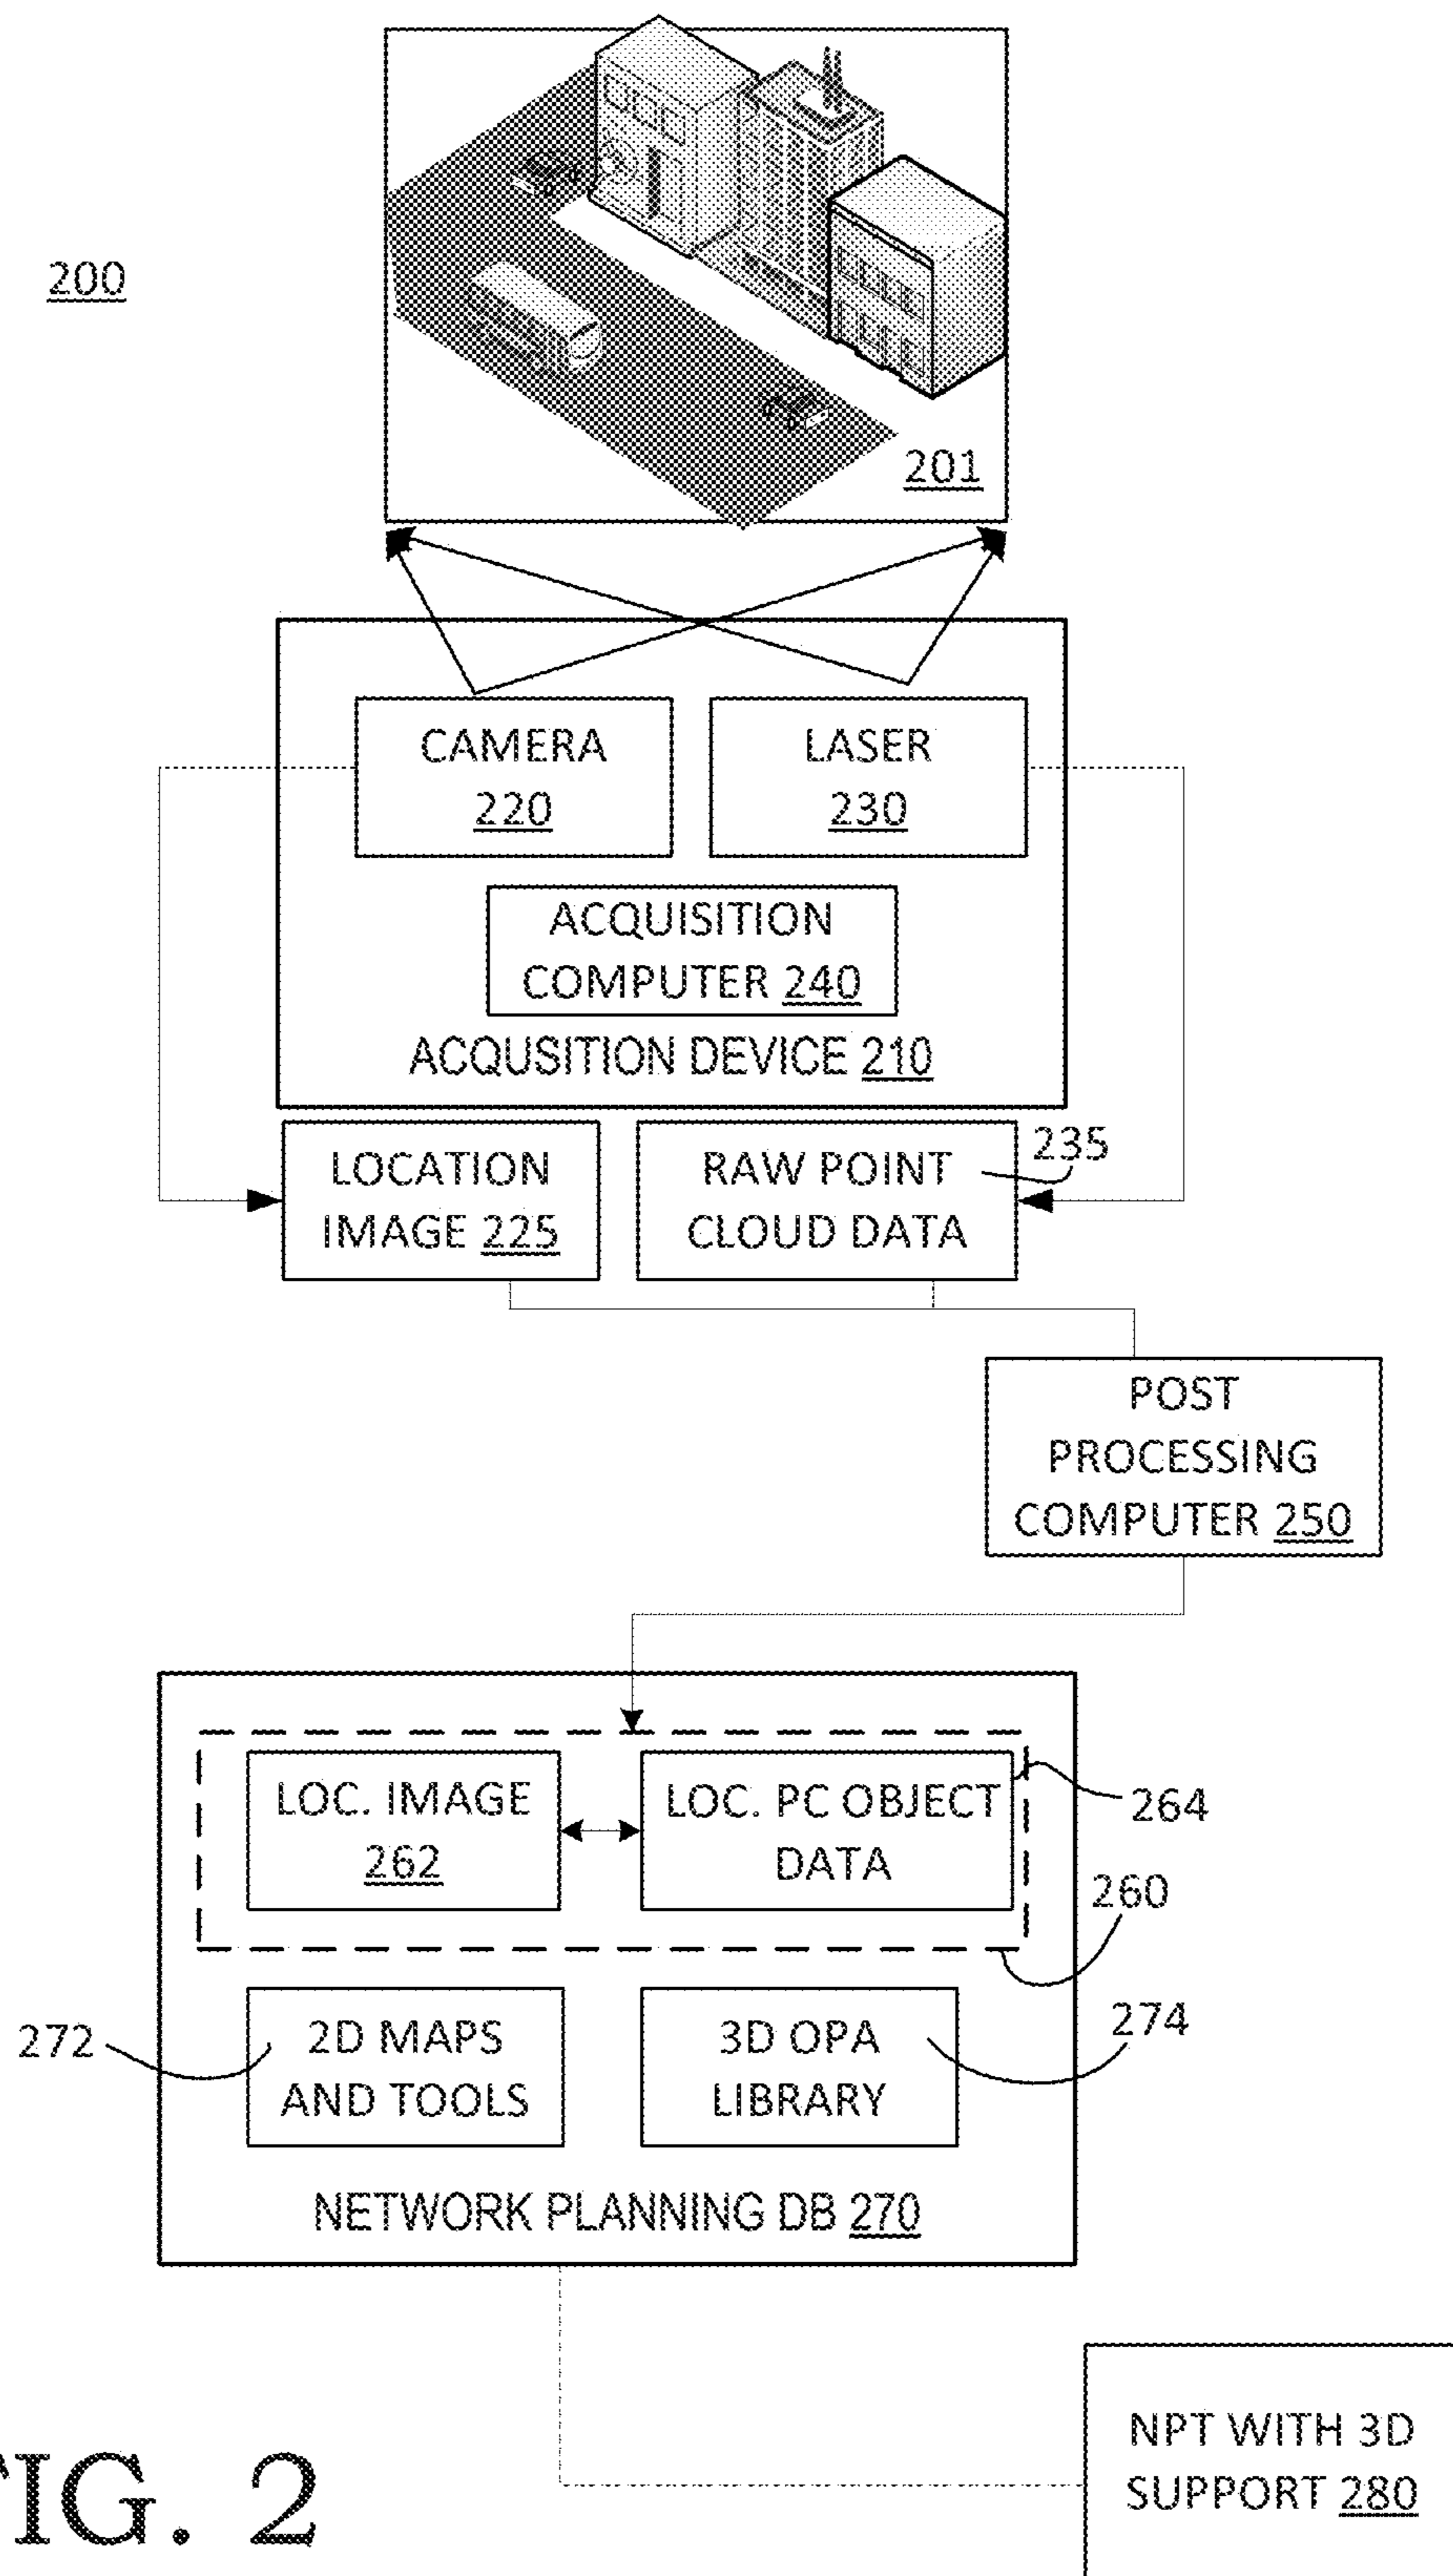 200
201
CAMERA
220
LASER
230
ACQUISITION
COMPUTER 240
ACQUSITION DEVICE 210
LOCATION
IMAGE 225
RAW POINT
CLOUD DATA
235
POST
PROCESSING
COMPUTER 250
LOC. IMAGE
262
LOC. PC OBJECT
DATA
264
260
272
2D MAPS
AND TOOLS
3D OPA
LIBRARY
274
NETWORK PLANNING DB 270
NPT WITH 3D
SUPPORT 280
FIG. 2